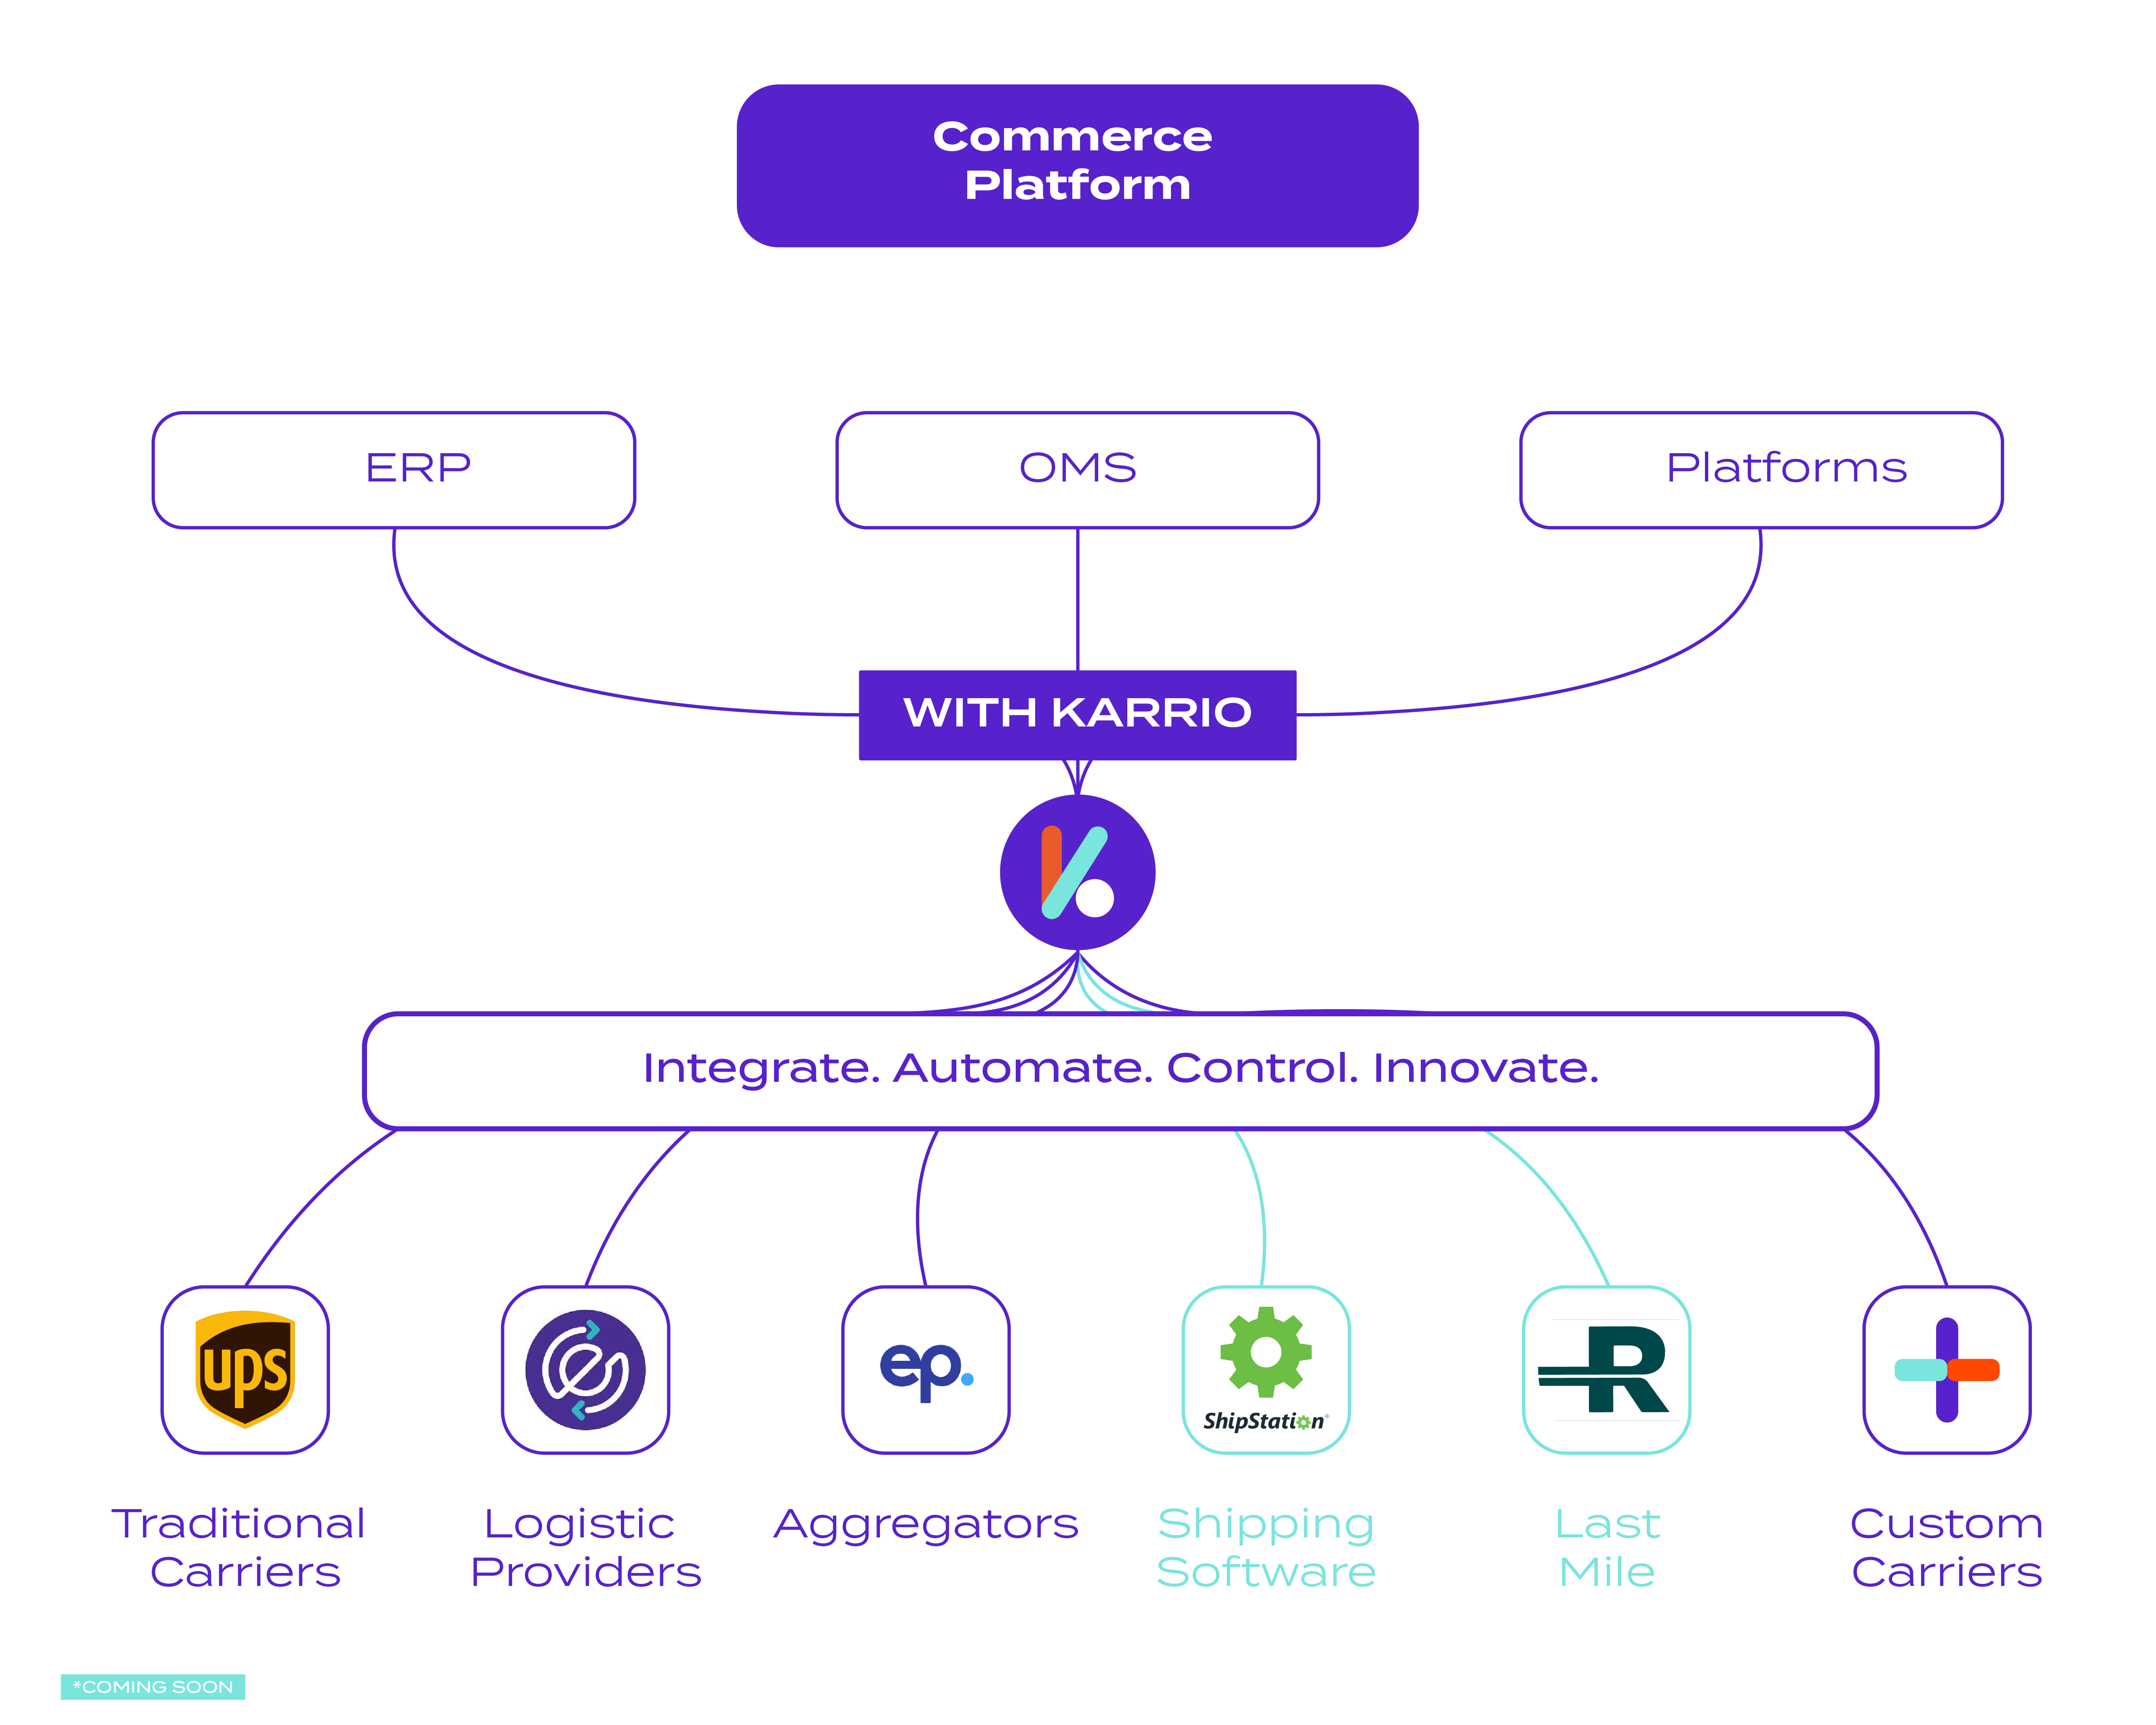 Commerce
Platform
ERP
OMS
Platforms
WITH KARRIO
Integrate. Automate. Control. Innovate.
ups
ep.
ShipStation®
R
Traditional
Carriers
Logistic
Providers
Aggregators
Shipping
Software
Last
Mile
Custom
Carriers
*COMING SOON